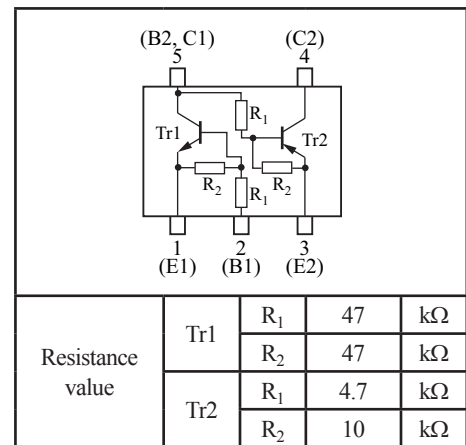 (B2, C1) (C2)
5 4
R1
Tr1 Tr2
R2 R1 R2
1 2 3
(E1) (B1) (E2)
Resistance value Tr1 R1 47 kΩ
R2 47 kΩ
Tr2 R1 4.7 kΩ
R2 10 kΩ